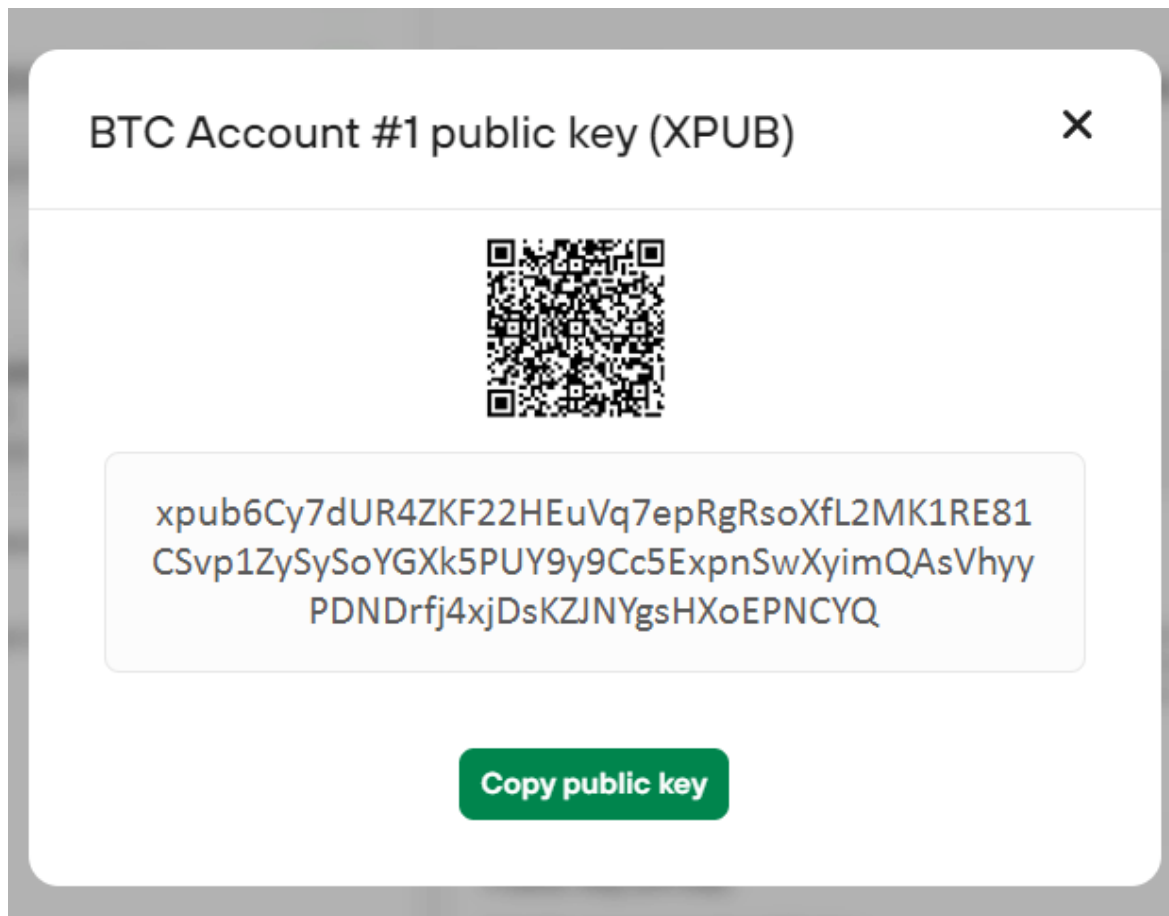 BTC Account #1 public key (XPUB)
xpub6Cy7dUR4ZKF22HEuVq7epRgRsoXfL2MK1RE81
CSvp1ZySySoYGXk5PUY9y9Cc5ExpnSwXyimQAsVhyy
PDNDrfj4xjDsKZJNYgsHXoEPNCYQ
Copy public key